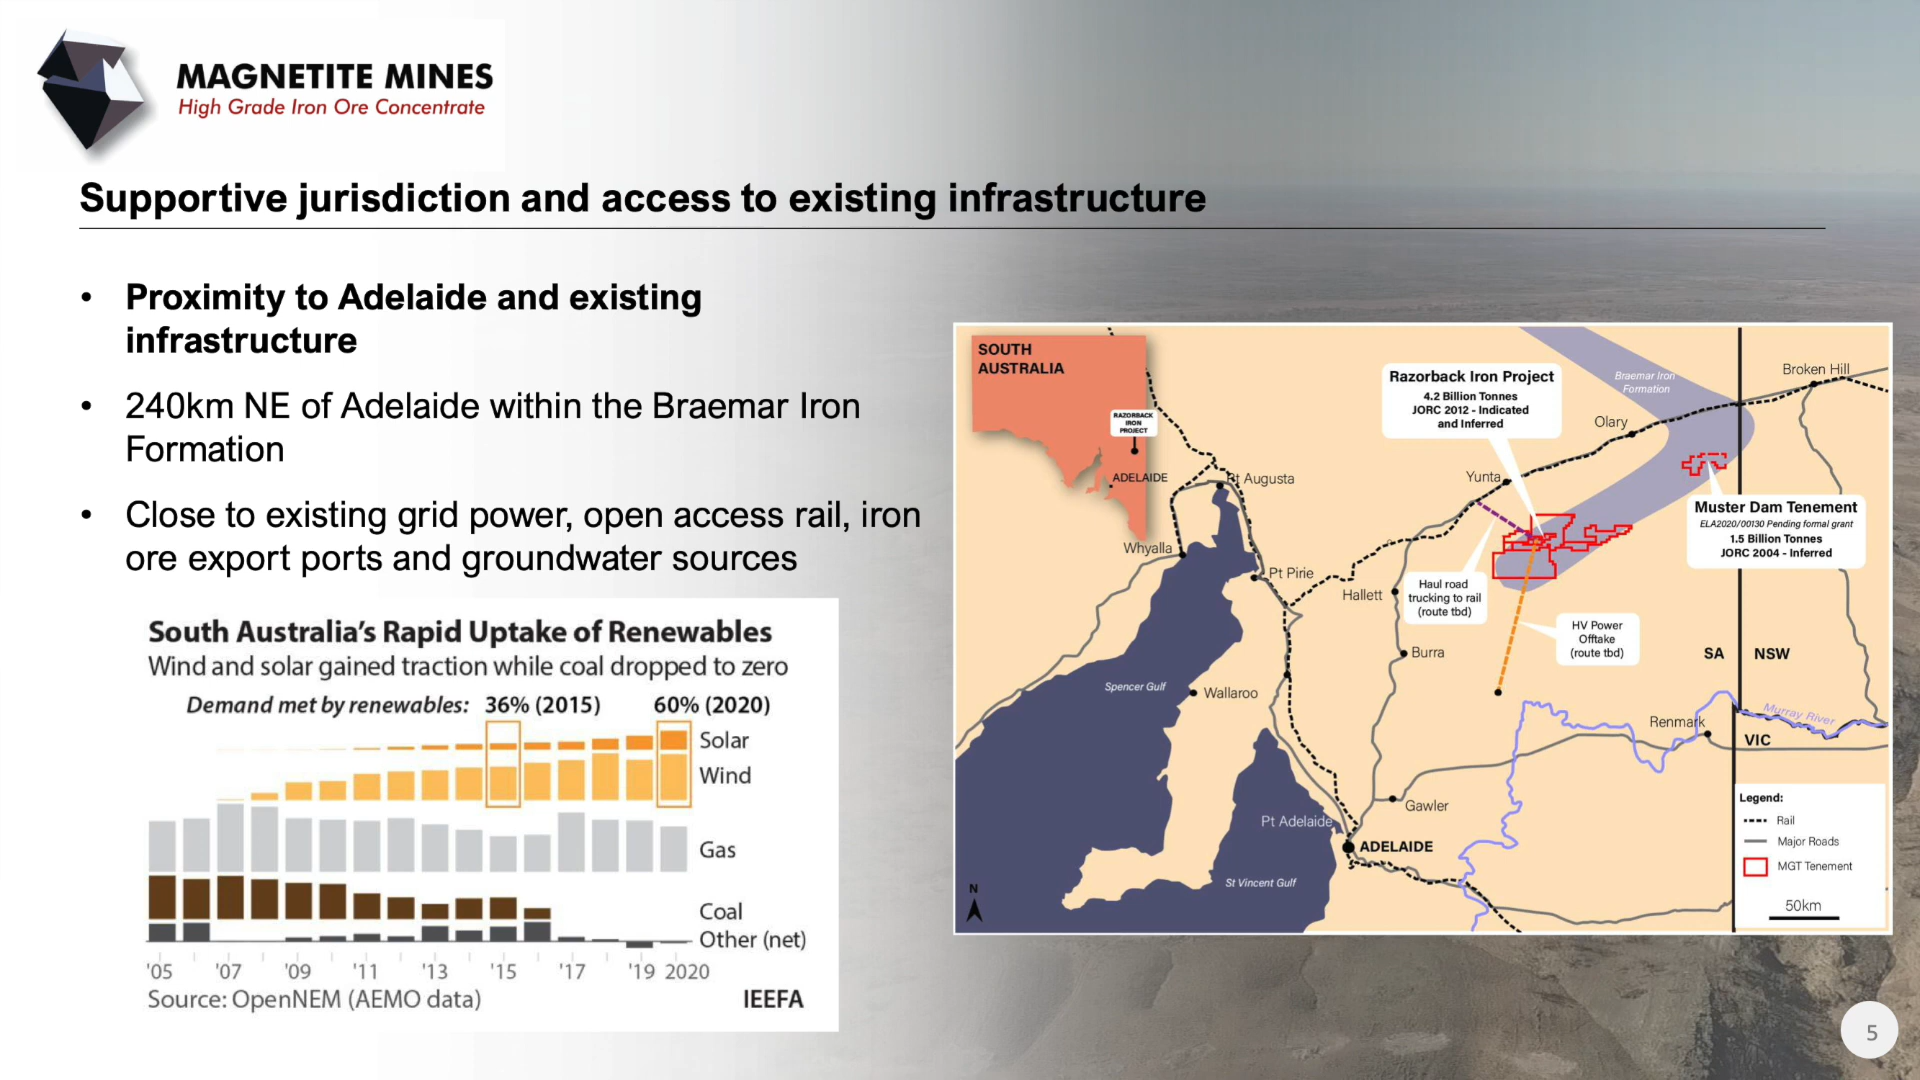 MAGNETITE MINES
High Grade Iron Ore Concentrate
Supportive jurisdiction and access to existing infrastructure
• Proximity to Adelaide and existing
infrastructure
• 240km NE of Adelaide within the Braemar Iron
Formation
• Close to existing grid power, open access rail, iron
ore export ports and groundwater sources
South Australia's Rapid Uptake of Renewables
Wind and solar gained traction while coal dropped to zero
Demand met by renewables: 36% (2015) 60% (2020)
Solar
Wind
Gas
Coal
Other (net)
'05 '07 '09 '11 '13 '15 '17 '19 2020
Source: OpenNEM (AEMO data)
IEEFA
SOUTH
AUSTRALIA
RAZORBACK
IRON
PROJECT
ADELAIDE
Pt Augusta
Whyalla
Pt Pirie
Spencer Gulf
Wallaroo
Pt Adelaide
St Vincent Gulf
ADELAIDE
Gawler
Burra
Hallett
Yunta
Olary
Broken Hill
Braemar Iron
Formation
Razorback Iron Project
4.2 Billion Tonnes
JORC 2012 - Indicated
and Inferred
Muster Dam Tenement
ELA2020/00130 Pending formal grant
1.5 Billion Tonnes
JORC 2004 - Inferred
Haul road
trucking to rail
(route tbd)
HV Power
Offtake
(route tbd)
SA NSW
Renmark
Murray River
VIC
Legend:
Rail
Major Roads
MGT Tenement
50km
N
5